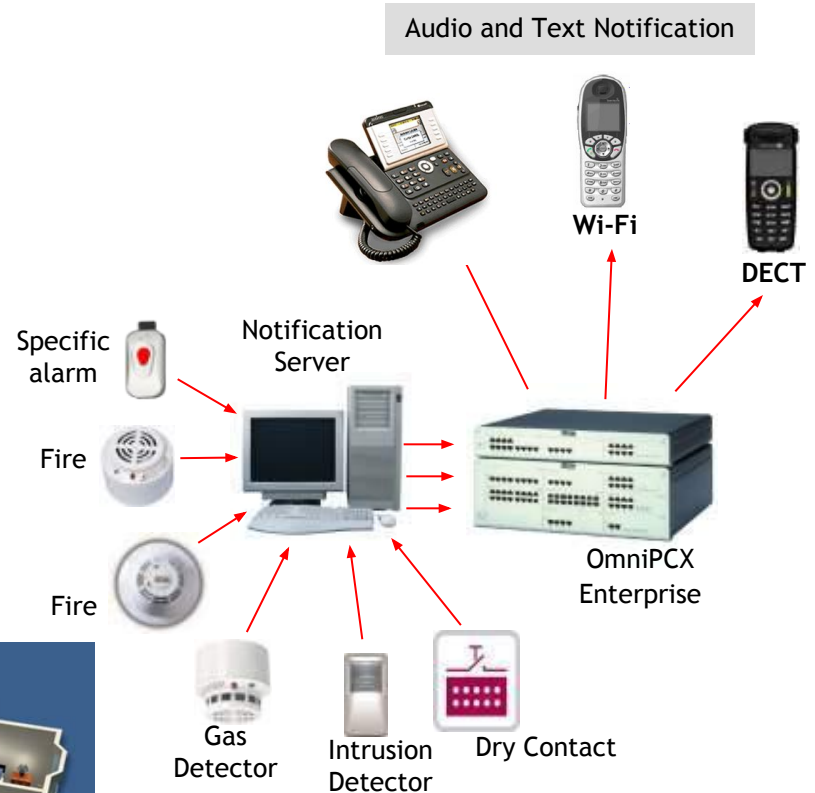 Audio and Text Notification
Wi-Fi
DECT
Specific
alarm
Notification
Server
Fire
Fire
OmniPCX
Enterprise
Gas
Detector
Intrusion
Detector
Dry Contact